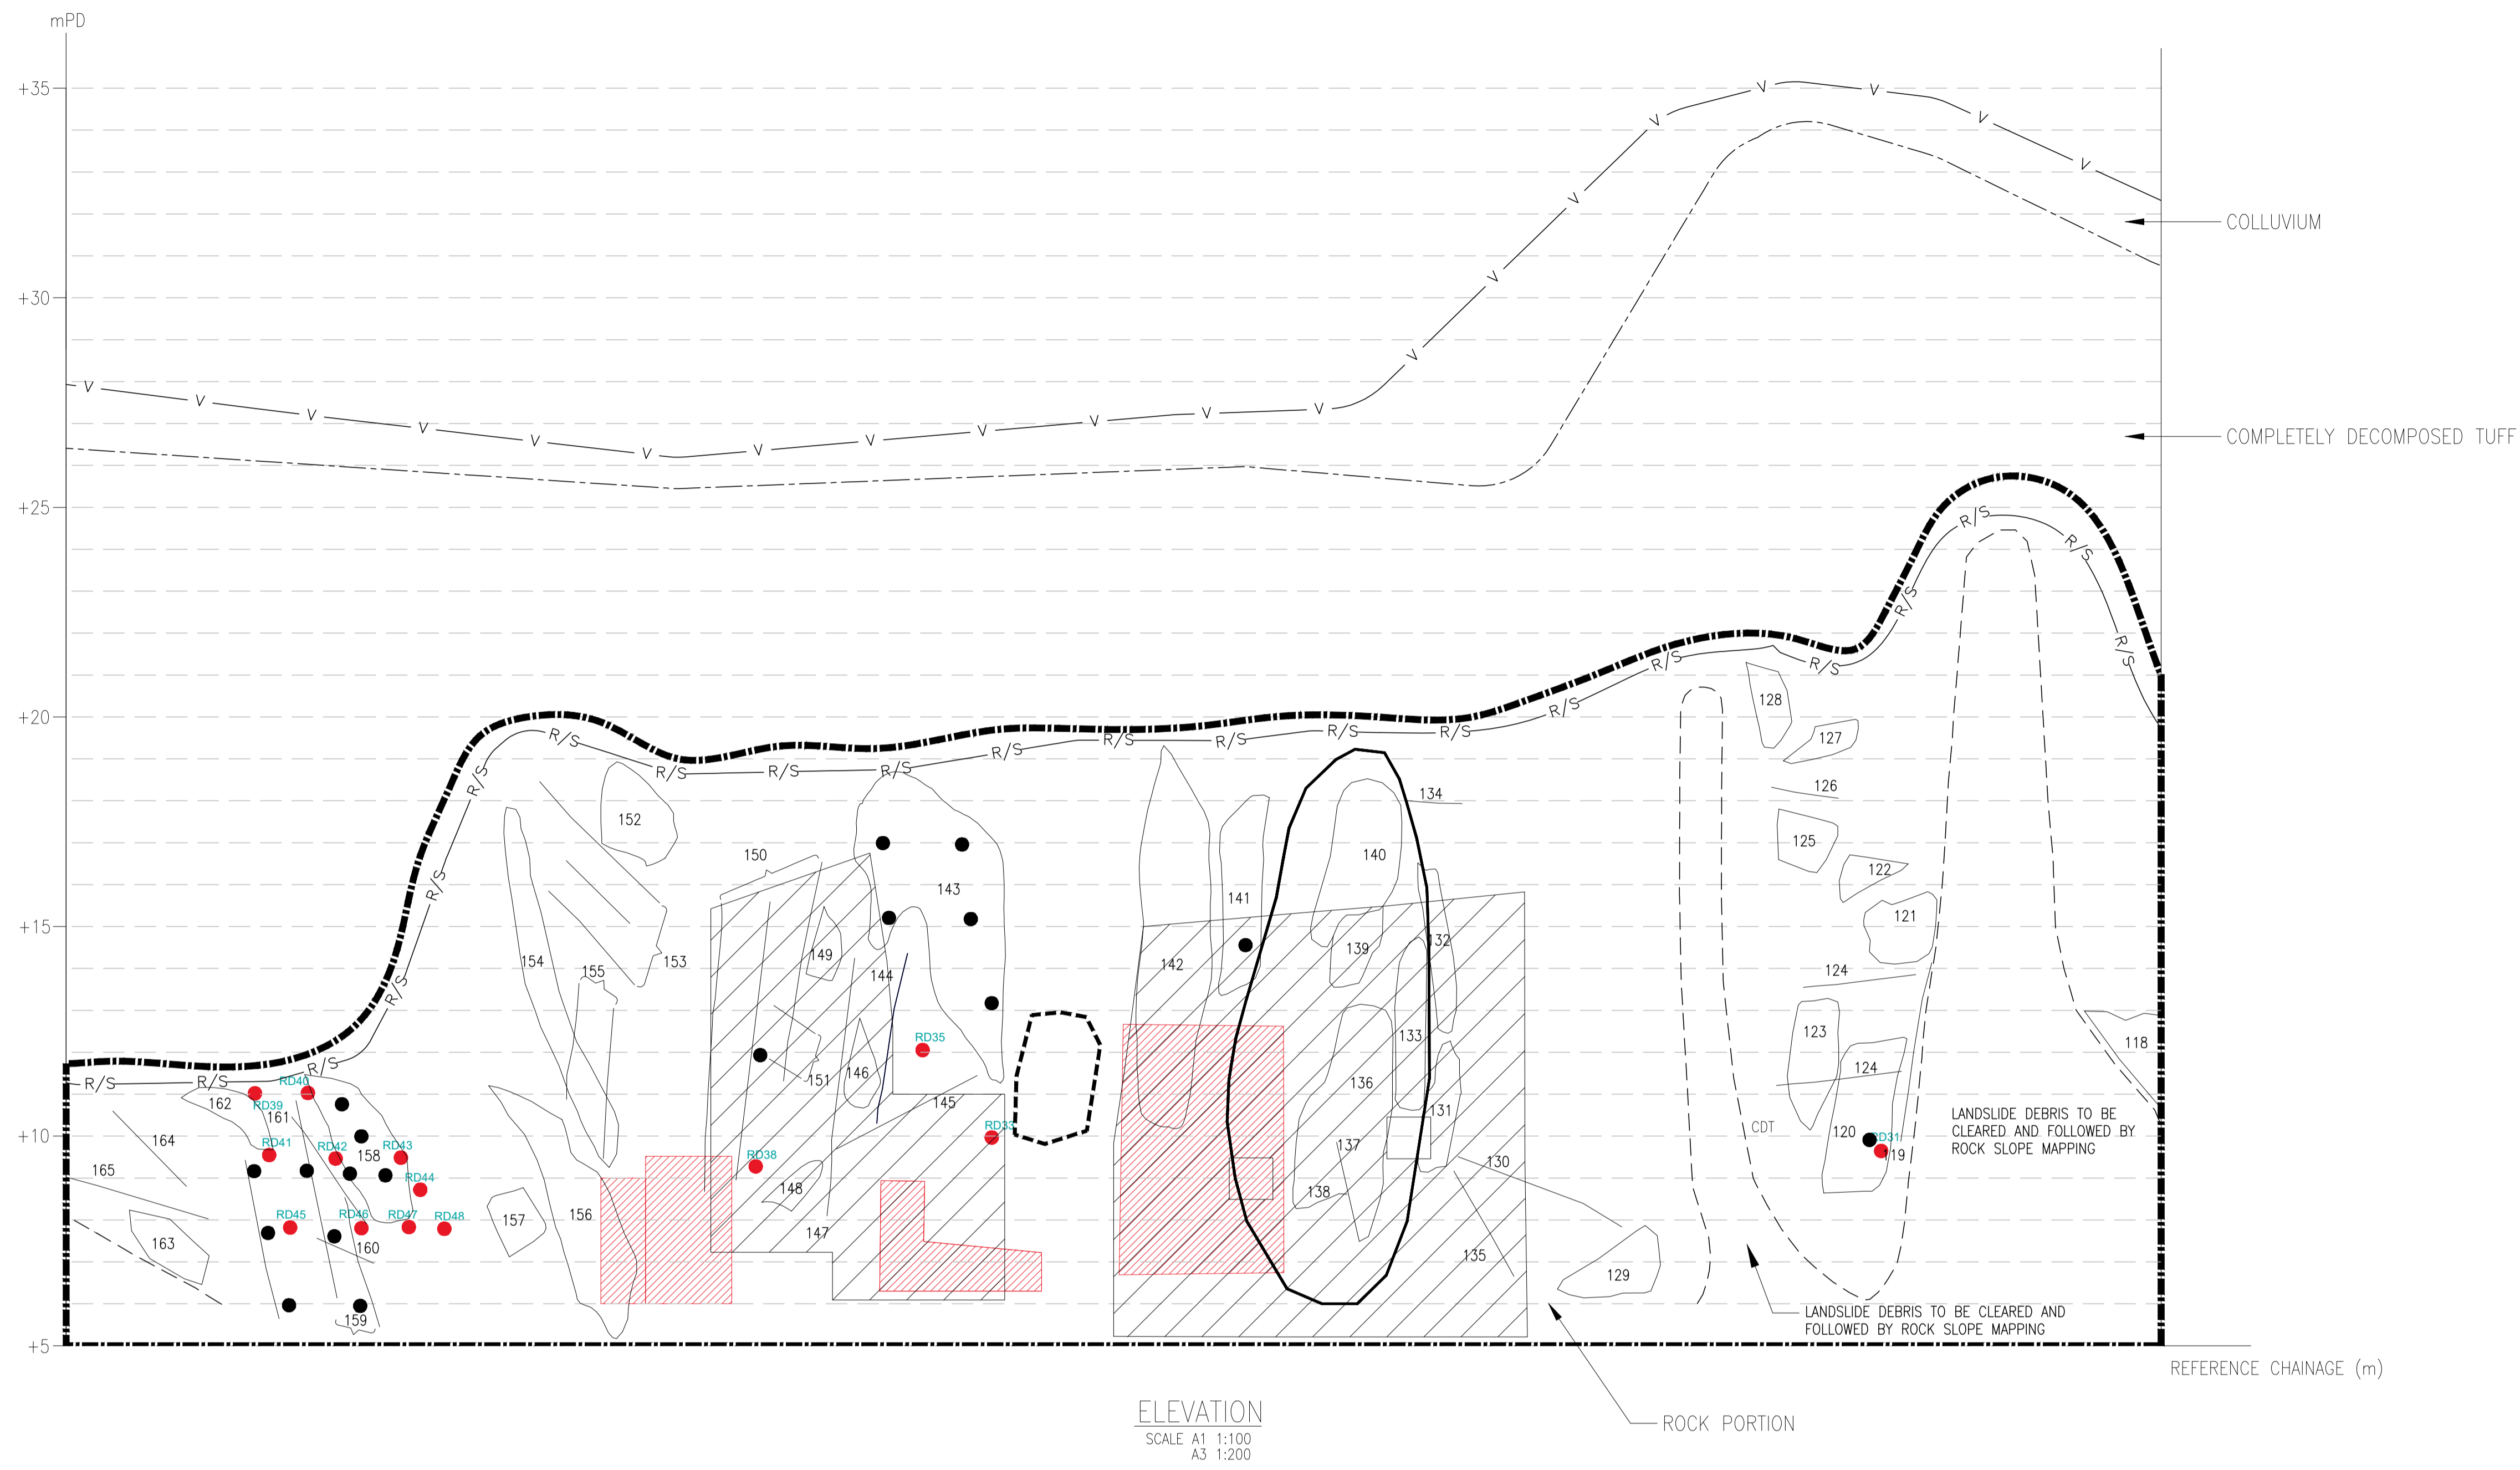 mPD
+35
V V V V
COLLUVIUM
+30
V V V V V V V V V V V V V V V V V
COMPLETELY DECOMPOSED TUFF
+25
R/S R/S R/S R/S R/S R/S
+20
R/S R/S R/S R/S R/S R/S R/S R/S R/S R/S R/S
128
127
126
134
152
150
140
125
143
122
141
+15
121
132
139
154
155
153
149
144
142
124
R/S R/S
123
133
118
RD35
R/S R/S R/S
RD40
151
146
136
124
162
RD39
161
145
131
LANDSLIDE DEBRIS TO BE
CLEARED AND FOLLOWED BY
ROCK SLOPE MAPPING
+10
164
RD41
RD42
RD43
158
RD33
137
CDT
120
RD31
119
165
RD38
130
RD44
148
138
RD45
RD46
RD47
RD48
157
156
163
160
147
135
129
159
LANDSLIDE DEBRIS TO BE CLEARED AND
FOLLOWED BY ROCK SLOPE MAPPING
+5
REFERENCE CHAINAGE (m)
ROCK PORTION
ELEVATION
SCALE A1 1:100
A3 1:200